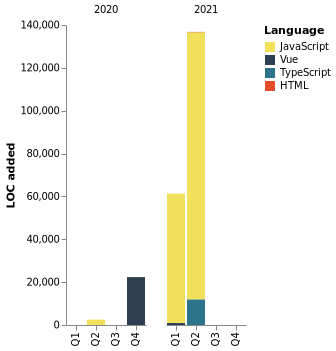 2020 2021
Language
JavaScript
Vue
TypeScript
HTML
LOC added
140,000
120,000
100,000
80,000
60,000
40,000
20,000
0
Q1 Q2 Q3 Q4 Q1 Q2 Q3 Q4